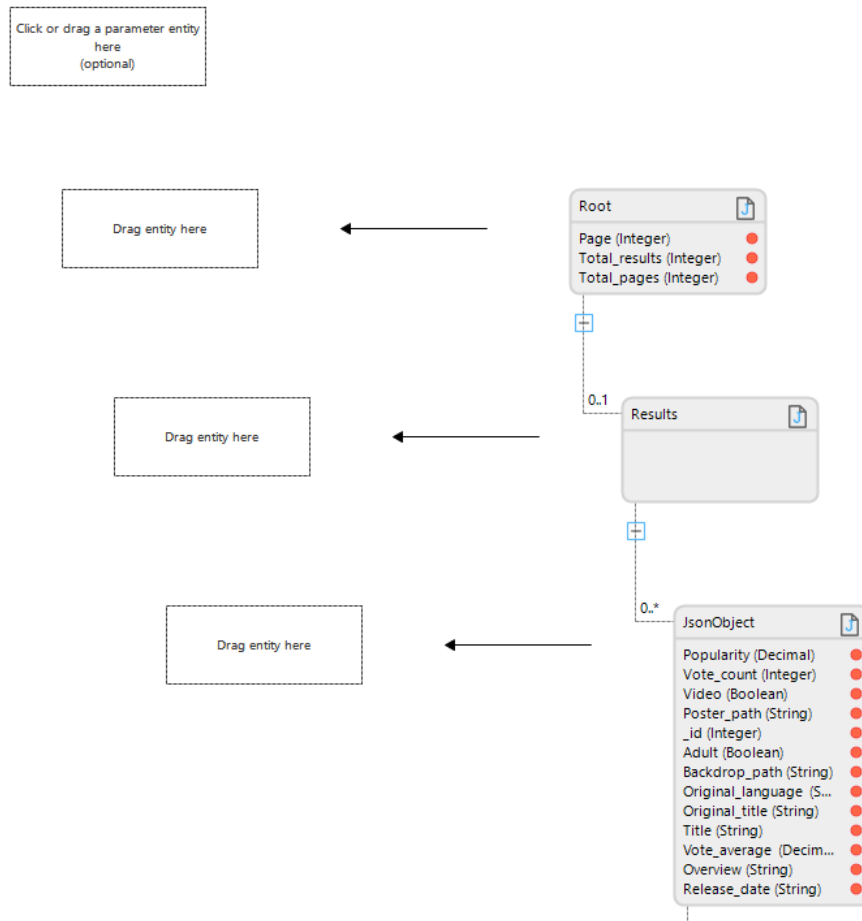 Click or drag a parameter entity
here
(optional)
Drag entity here
Root
Page (Integer)
Total_results (Integer)
Total_pages (Integer)
0..1
Drag entity here
Results
0..*
Drag entity here
JsonObject
Popularity (Decimal)
Vote_count (Integer)
Video (Boolean)
Poster_path (String)
_id (Integer)
Adult (Boolean)
Backdrop_path (String)
Original_language (S...
Original_title (String)
Title (String)
Vote_average (Decim...
Overview (String)
Release_date (String)